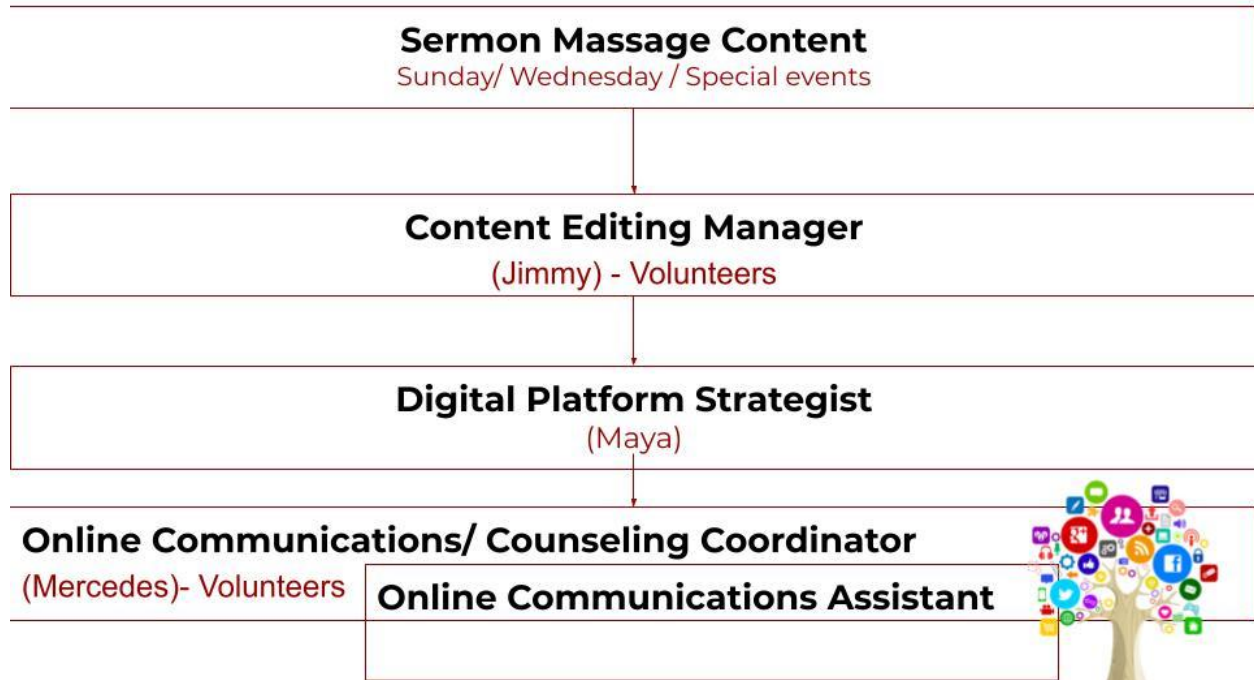 Sermon Massage Content
Sunday/ Wednesday / Special events
Content Editing Manager
(Jimmy) - Volunteers
Digital Platform Strategist
(Maya)
Online Communications/ Counseling Coordinator
(Mercedes)- Volunteers
Online Communications Assistant